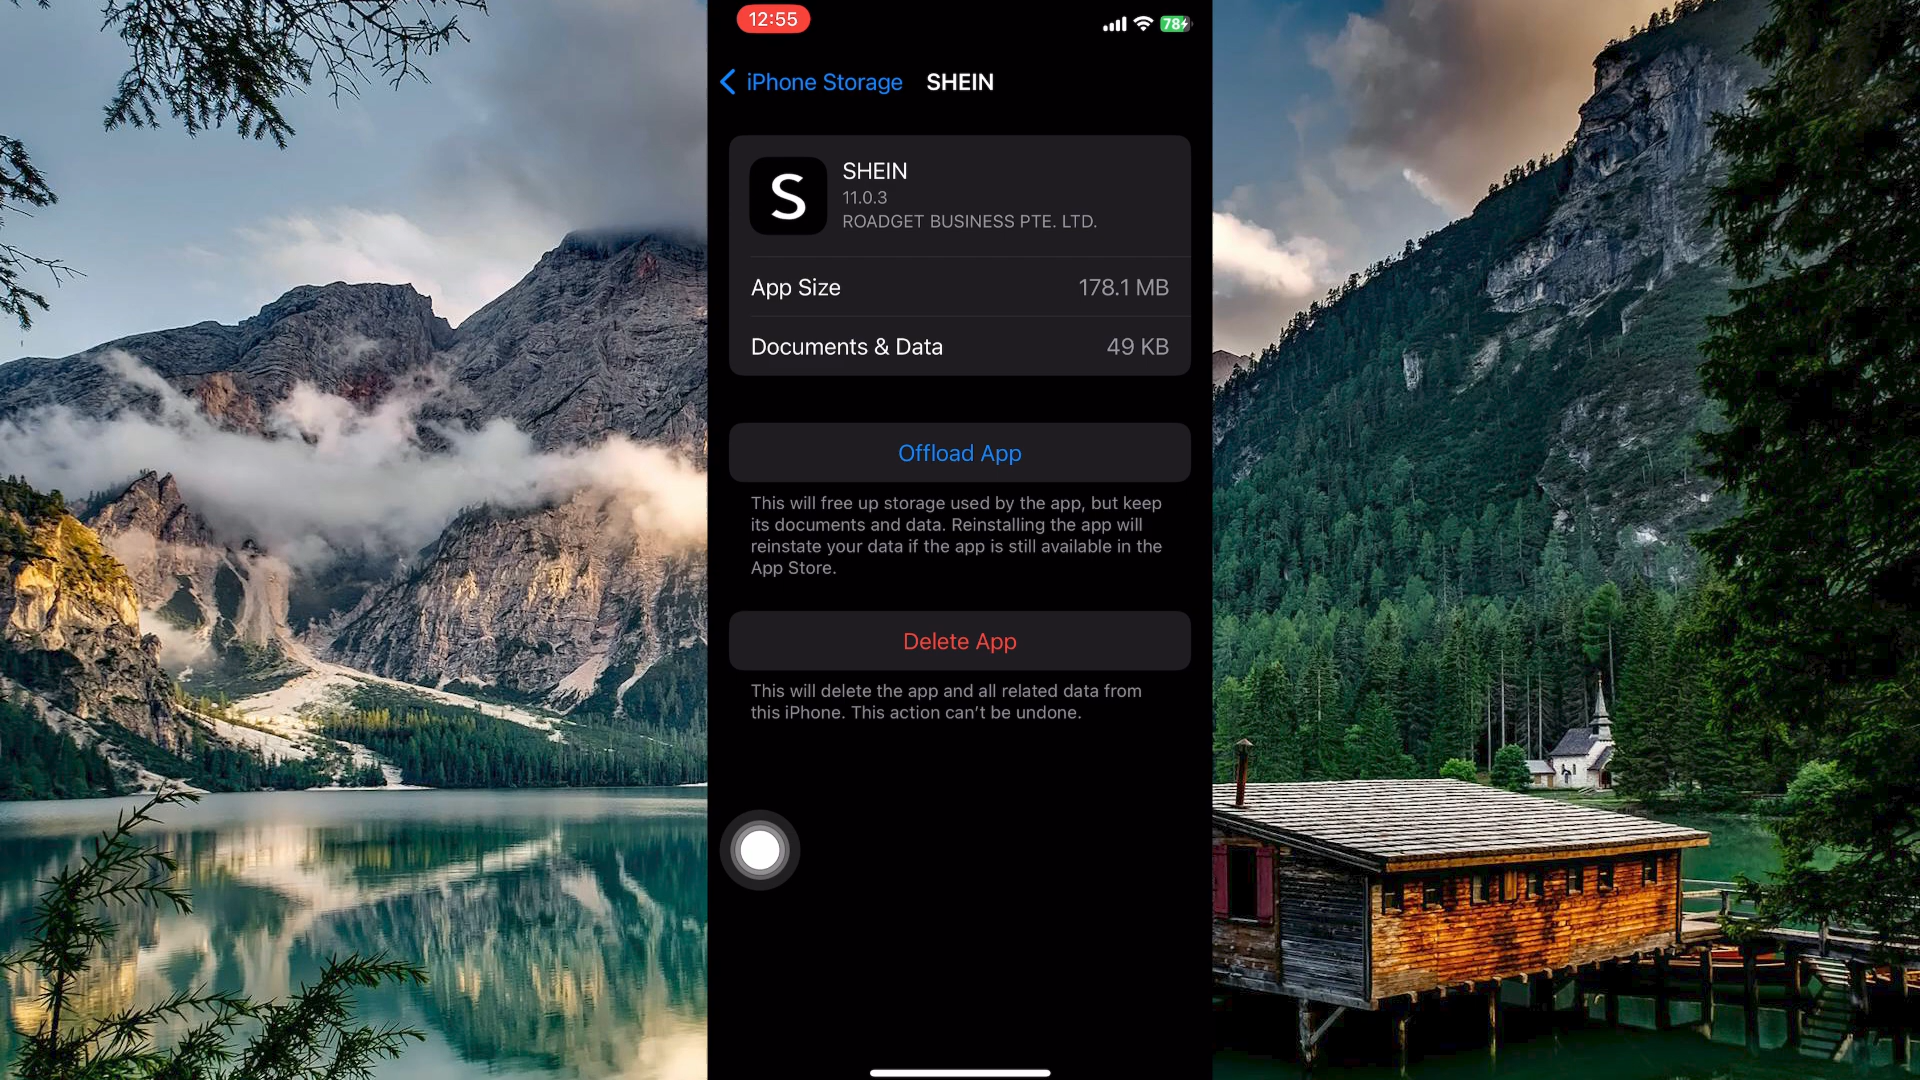 12:55
78
iPhone Storage SHEIN
S
SHEIN
11.0.3
ROADGET BUSINESS PTE. LTD.
App Size 178.1 MB
Documents & Data 49 KB
Offload App
This will free up storage used by the app, but keep
its documents and data. Reinstalling the app will
reinstate your data if the app is still available in the
App Store.
Delete App
This will delete the app and all related data from
this iPhone. This action can't be undone.